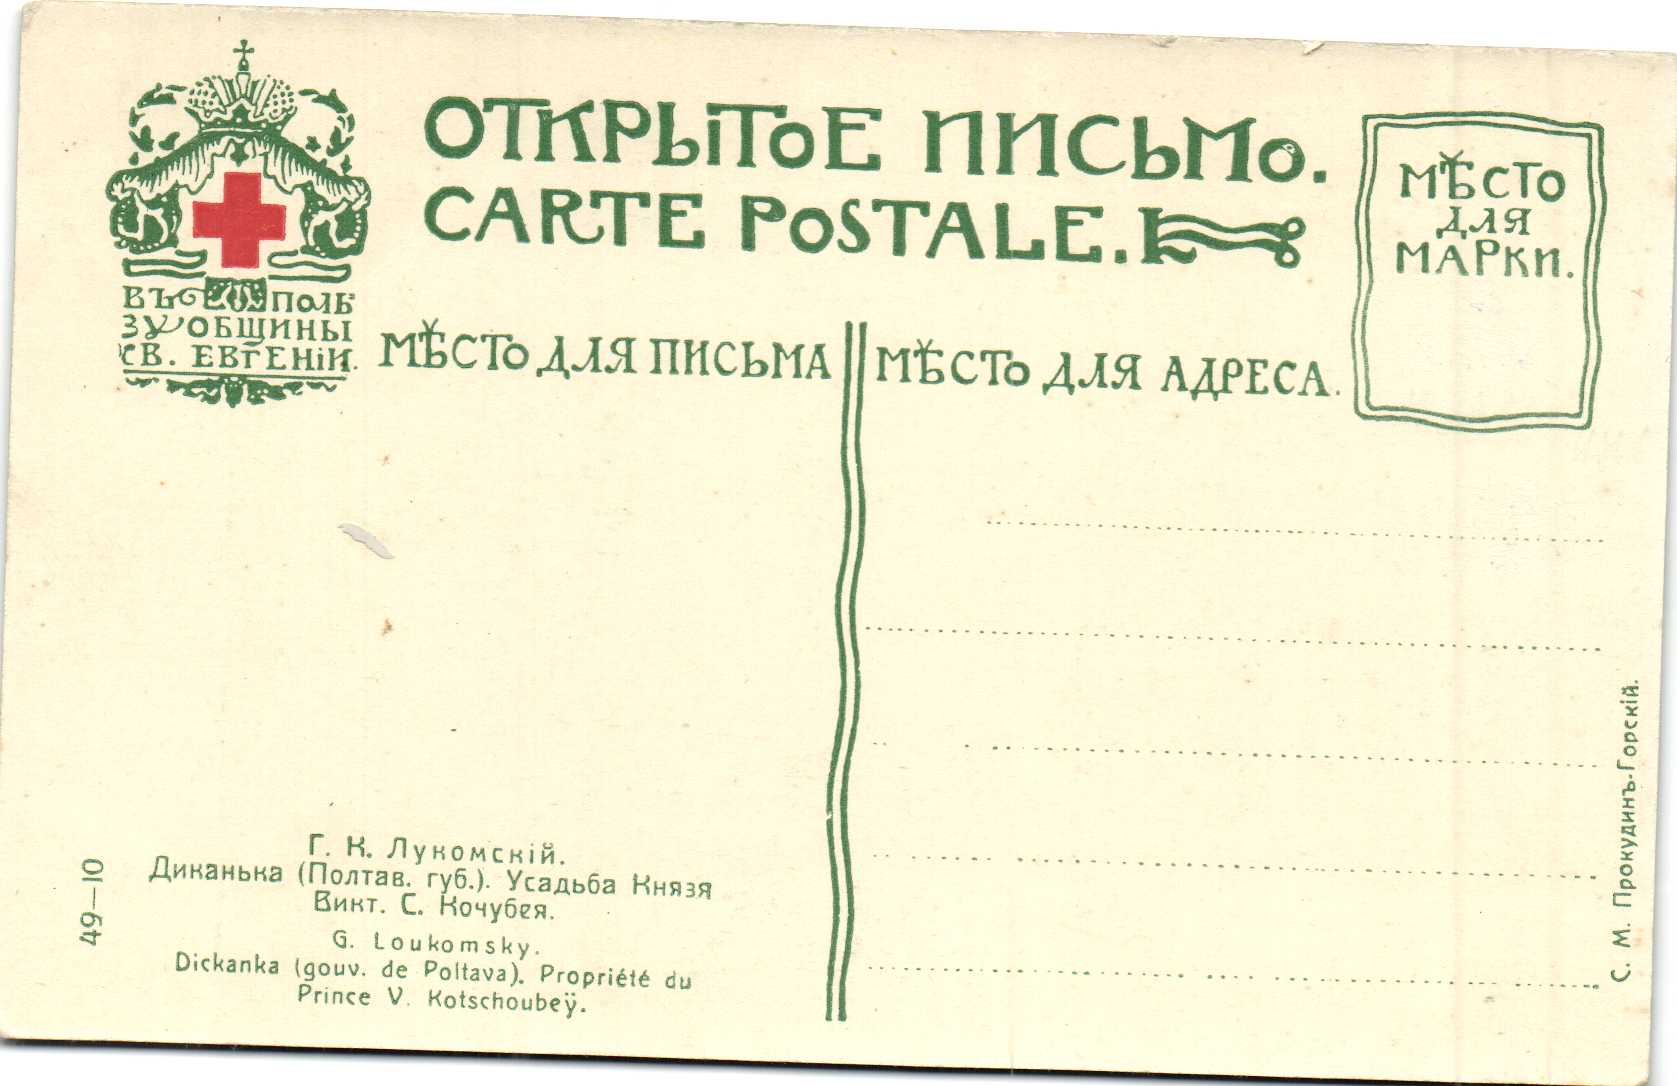 ОТКРЫТОЕ ПИСЬМО.
CARTE POSTALE.
МѢСТО
ДЛЯ
МАРКИ.
ВЪ ПОЛЬ
ЗУ ОБЩИНЫ
СВ. ЕВГЕНІИ.
МѢСТО ДЛЯ ПИСЬМА
МѢСТО ДЛЯ АДРЕСА.
Г. К. Лукомскій.
Диканька (Полтав. губ.). Усадьба Князя
Викт. С. Кочубея.
G. Loukomsky.
Dickanka (gouv. de Poltava). Propriété du
Prince V. Kotschoubeÿ.
49—10
С. М. Прокудинъ-Горскій.